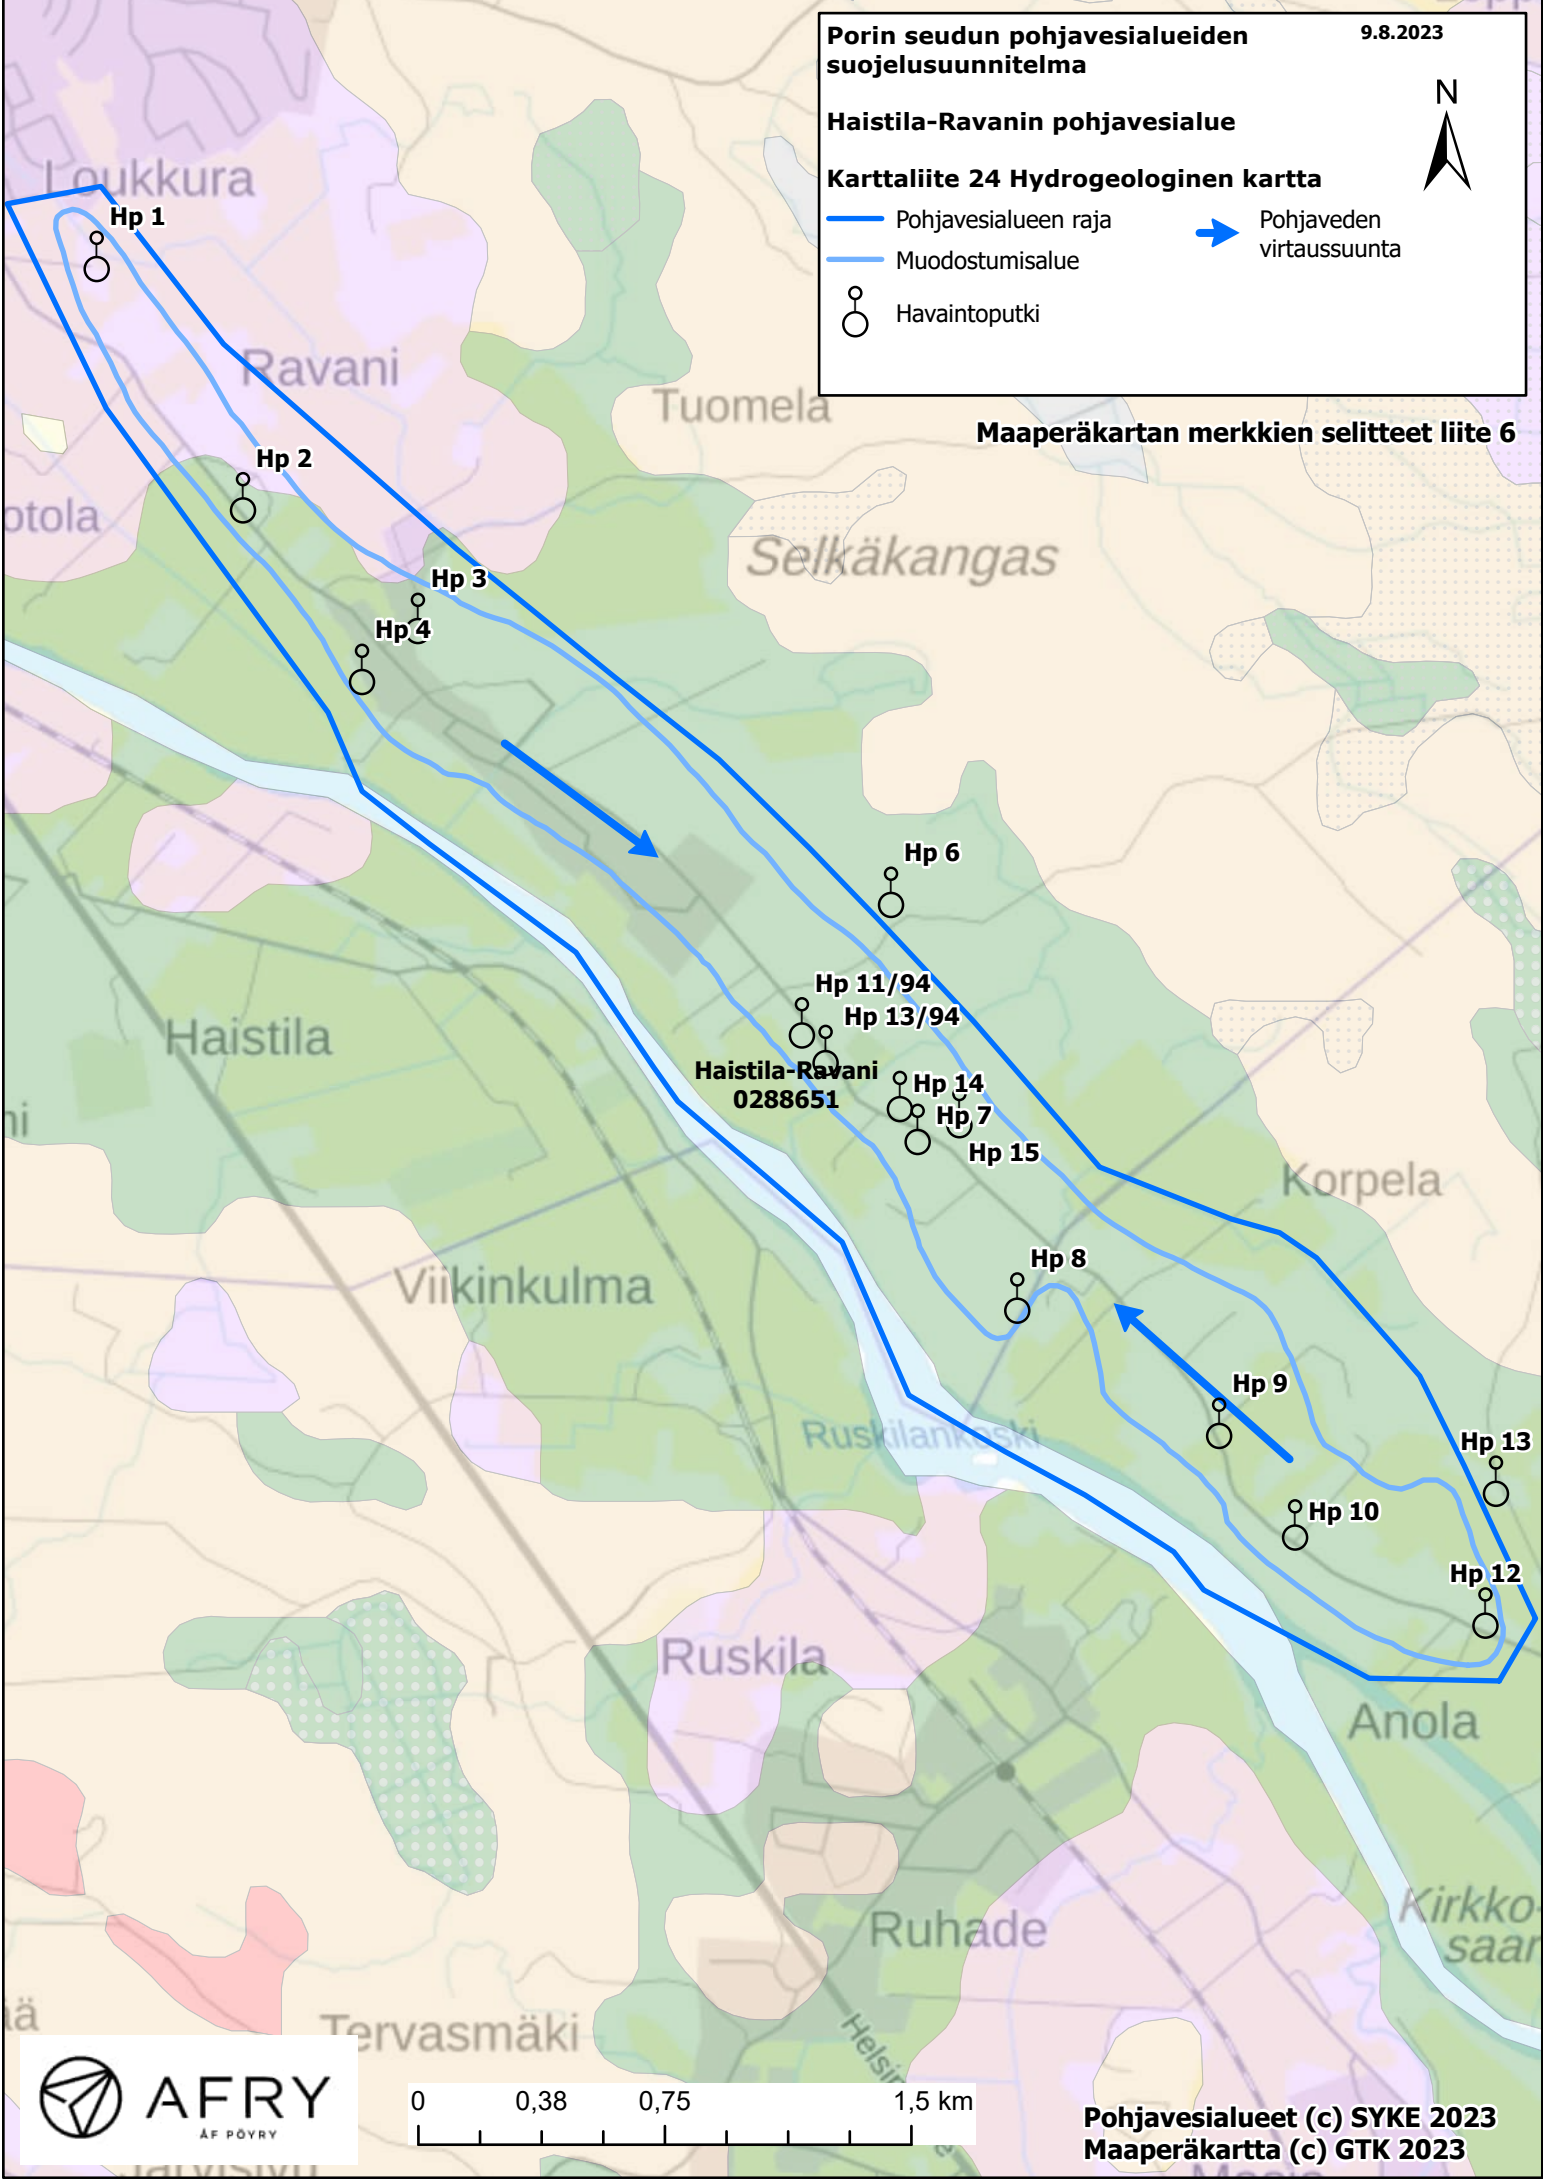 Porin seudun pohjavesialueiden
suojelusuunnitelma
9.8.2023
Haistila-Ravanin pohjavesialue
N
Karttaliite 24 Hydrogeologinen kartta
Pohjavesialueen raja
Pohjaveden
virtaussuunta
Muodostumisalue
Havaintoputki
Maaperäkartan merkkien selitteet liite 6
Loukkura
Hp 1
Ravani
Tuomela
Hp 2
otola
Selkäkangas
Hp 3
Hp 4
Hp 6
Hp 11/94
Hp 13/94
Haistila
Haistila-Ravani
0288651
Hp 14
Hp 7
Hp 15
Korpela
Hp 8
Viikinkulma
Hp 9
Ruskilankoski
Hp 13
Hp 10
Hp 12
Ruskila
Anola
Ruhade
Kirkko-
saar
ää
Tervasmäki
Helsin
AFRY
ÅF PÖYRY
0 0,38 0,75 1,5 km
Pohjavesialueet (c) SYKE 2023
Maaperäkartta (c) GTK 2023